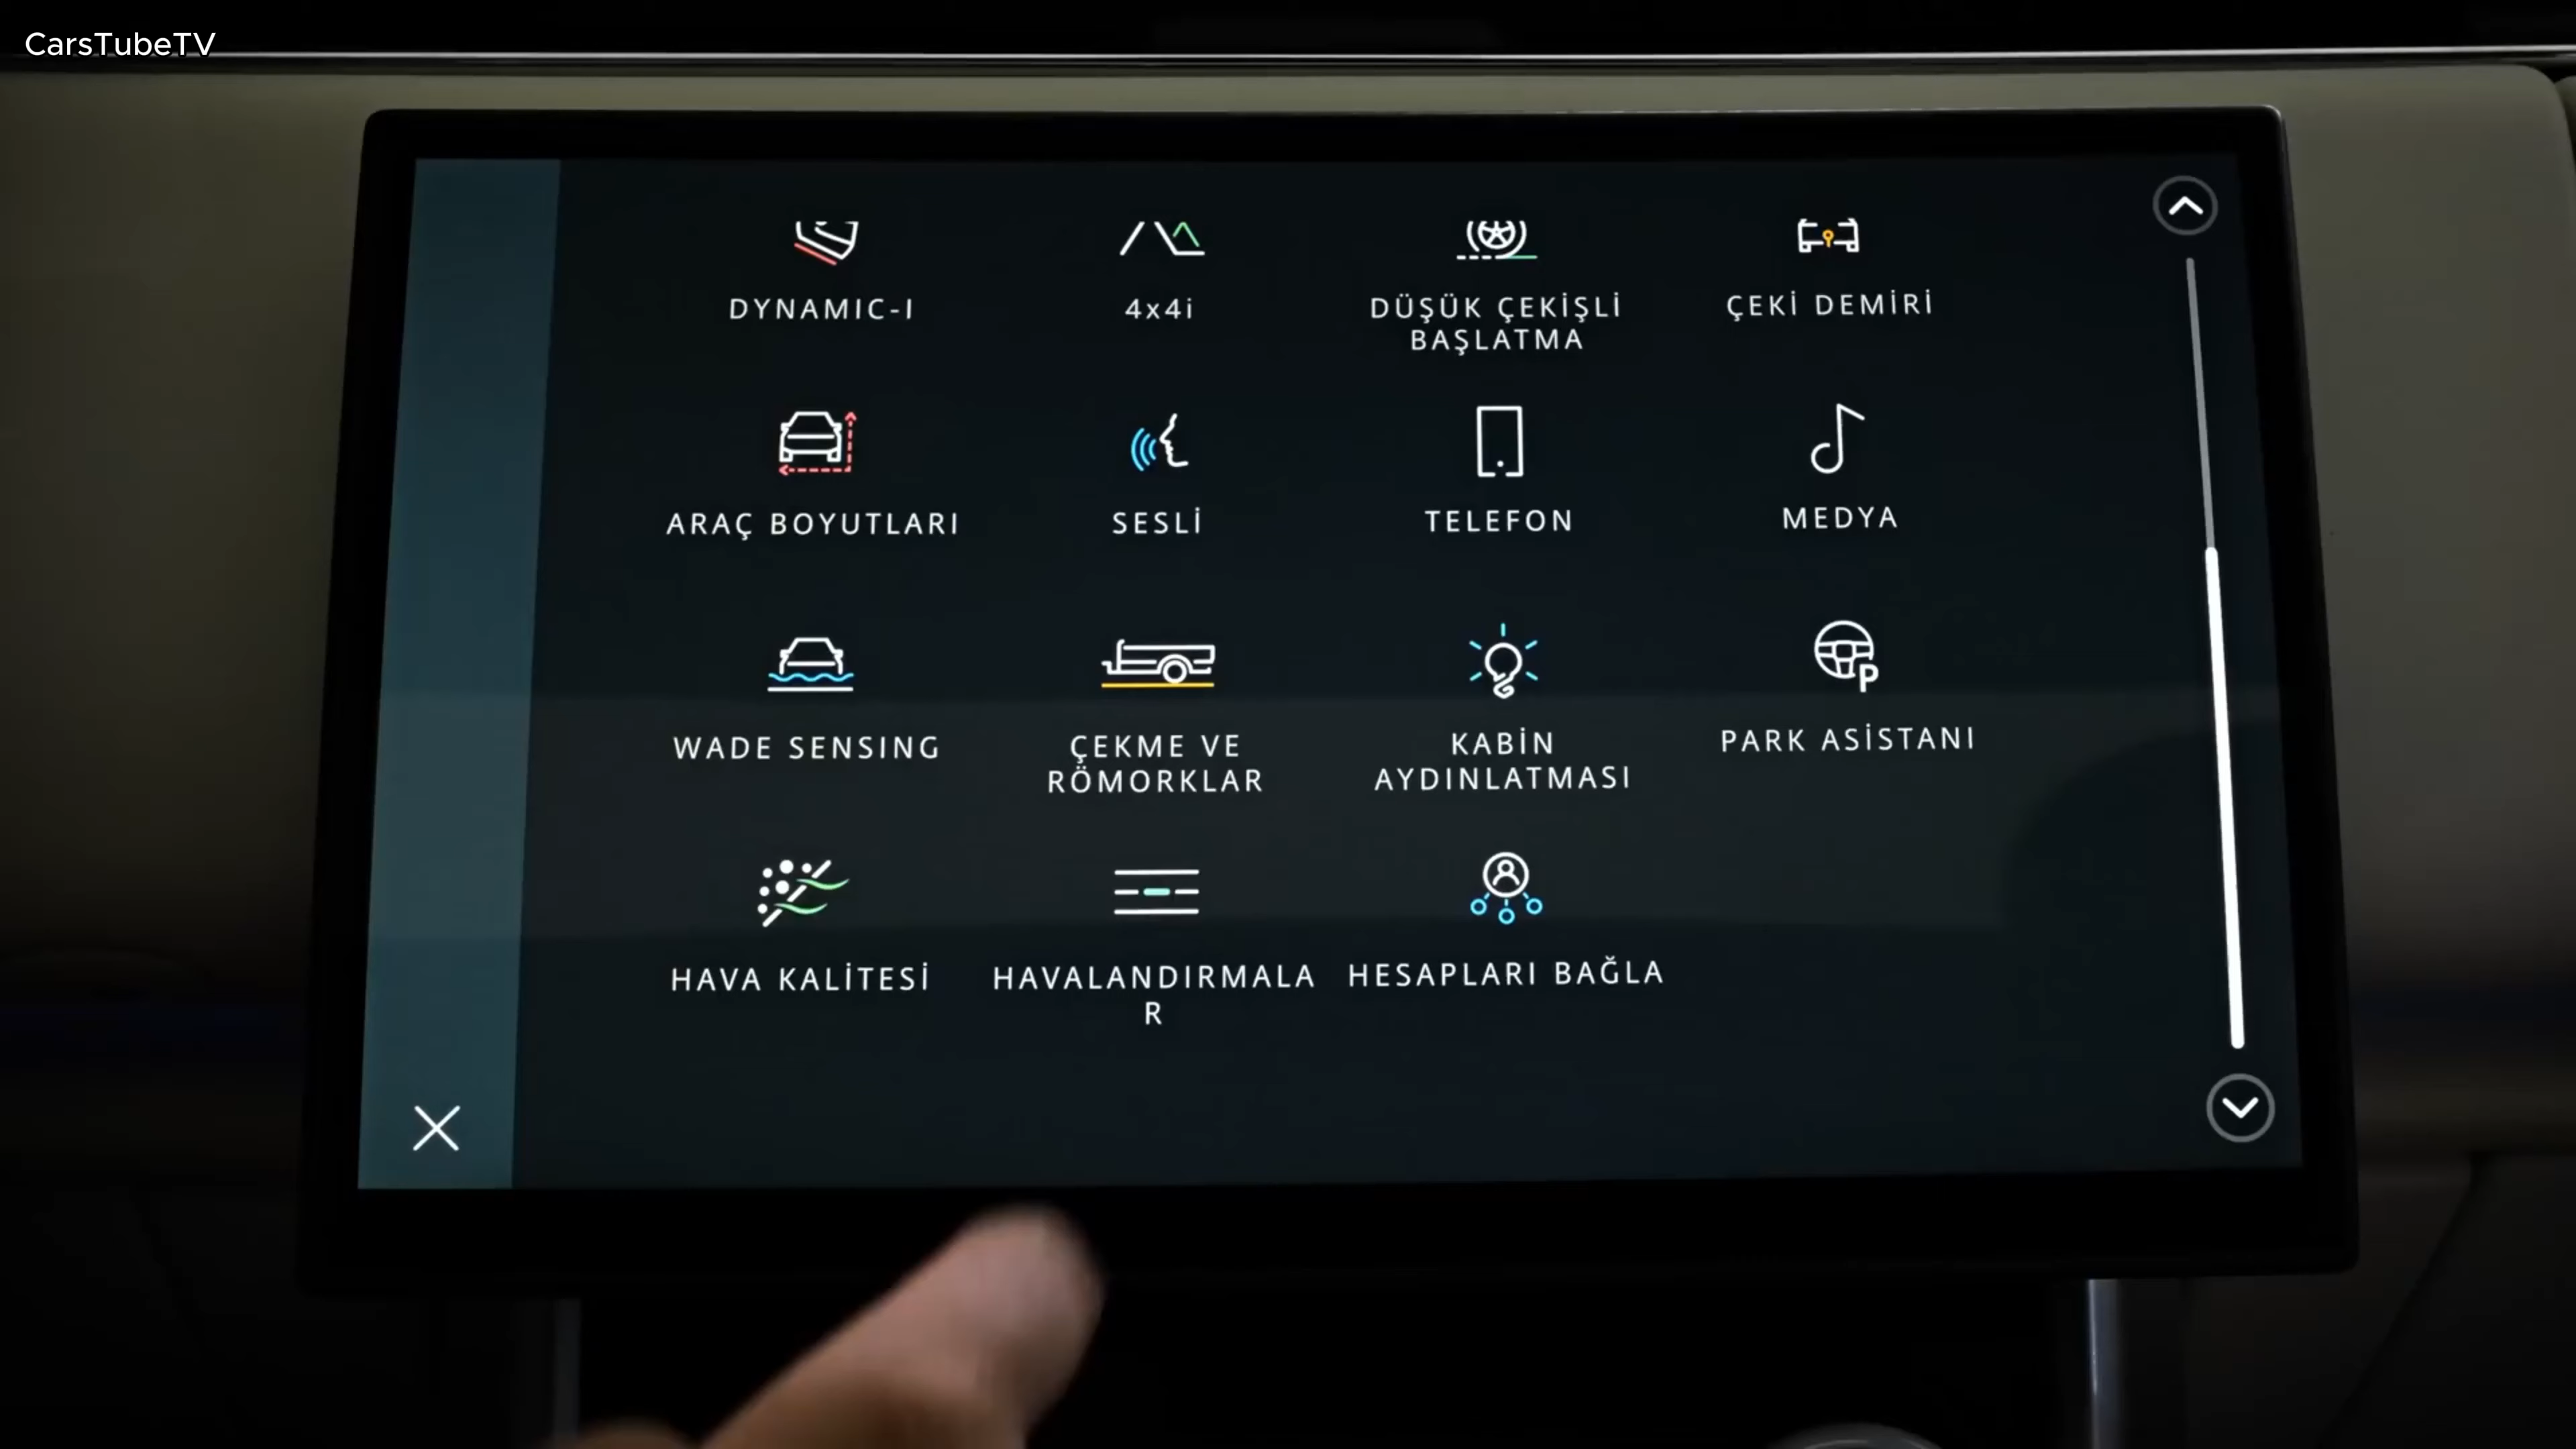 CarsTubeTV
DYNAMIC-I
4x4i
DÜŞÜK ÇEKİŞLİ
BAŞLATMA
ÇEKİ DEMİRİ
ARAÇ BOYUTLARI
SESLİ
TELEFON
MEDYA
WADE SENSING
ÇEKME VE
RÖMORKLAR
KABİN
AYDINLATMASI
PARK ASİSTANI
P
HAVA KALİTESİ
HAVALANDIRMALA
R
HESAPLARI BAĞLA